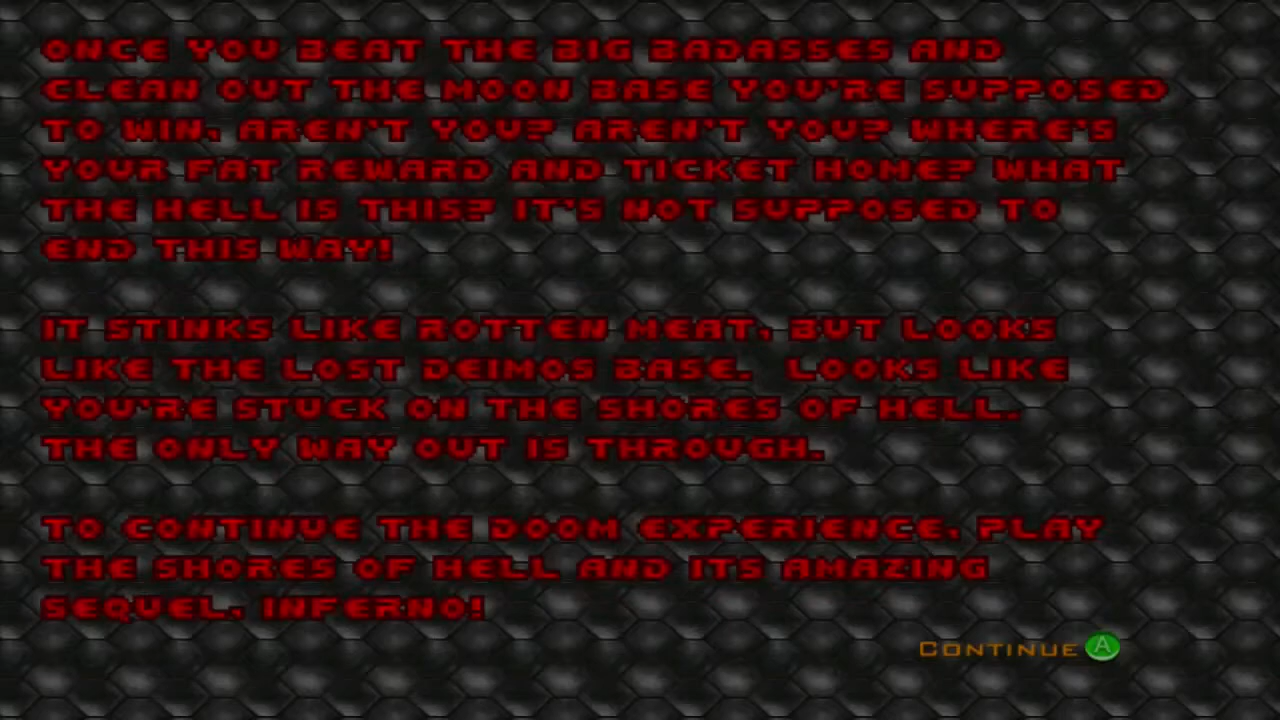 ONCE YOU BEAT THE BIG BADASSES AND
CLEAN OUT THE MOON BASE YOU'RE SUPPOSED
TO WIN, AREN'T YOU? AREN'T YOU? WHERE'S
YOUR FAT REWARD AND TICKET HOME? WHAT
THE HELL IS THIS? IT'S NOT SUPPOSED TO
END THIS WAY!
IT STINKS LIKE ROTTEN MEAT, BUT LOOKS
LIKE THE LOST DEIMOS BASE.  LOOKS LIKE
YOU'RE STUCK ON THE SHORES OF HELL.
THE ONLY WAY OUT IS THROUGH.
TO CONTINUE THE DOOM EXPERIENCE, PLAY
THE SHORES OF HELL AND ITS AMAZING
SEQUEL, INFERNO!
CONTINUE A